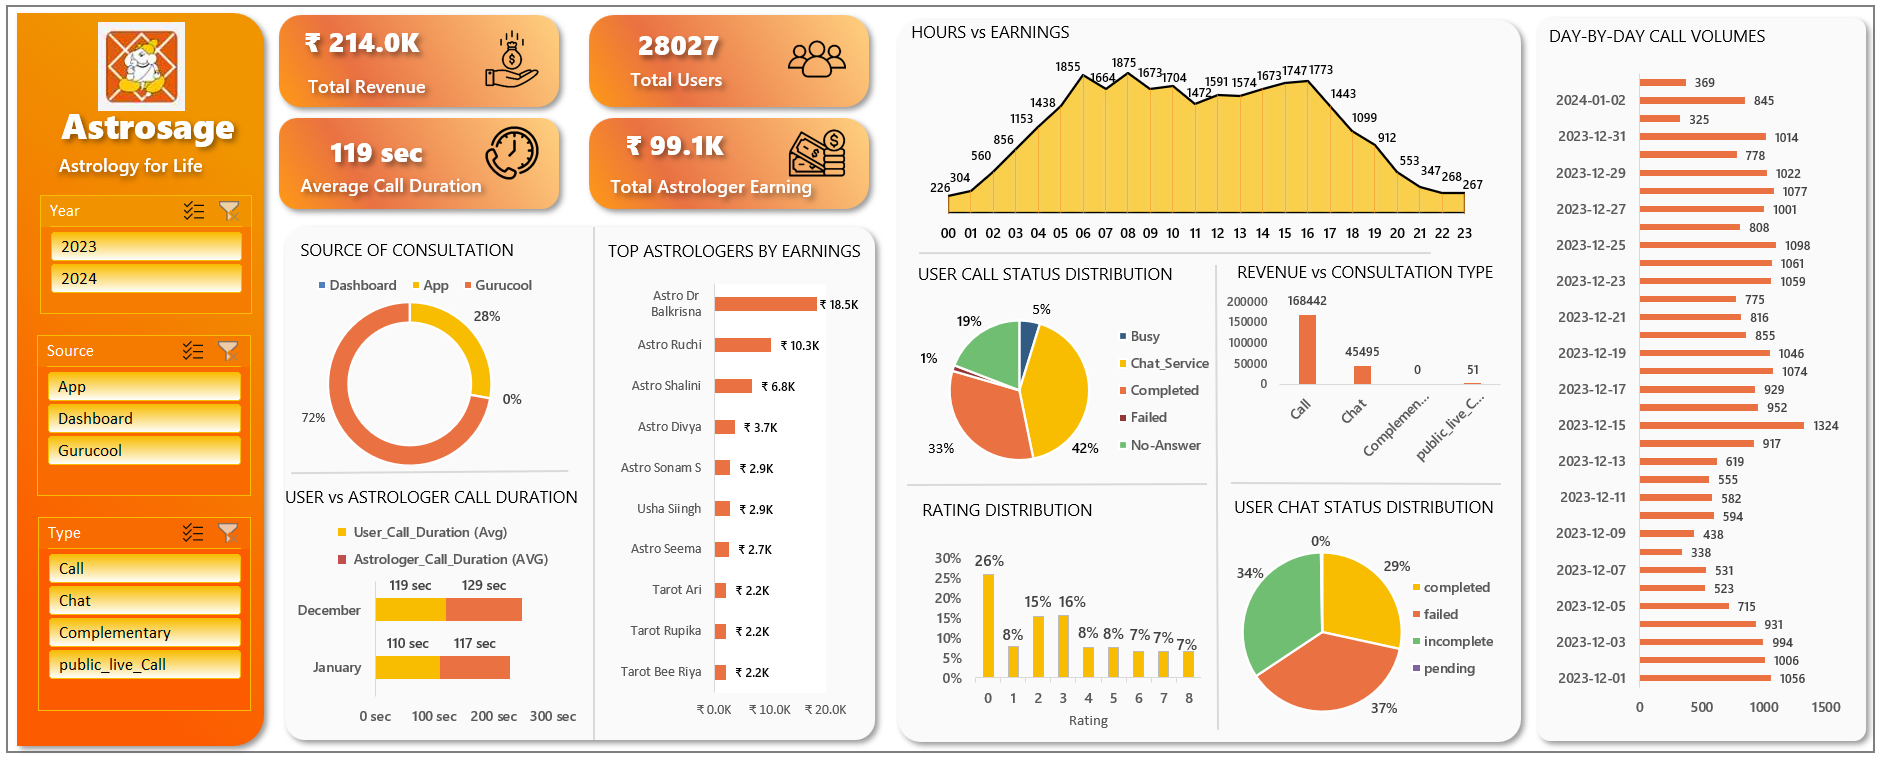 Astrosage
Astrology for Life
Year
2023
2024
Source
App
Dashboard
Gurucool
Type
Call
Chat
Complementary
public_live_Call
₹ 214.0K
Total Revenue
28027
Total Users
119 sec
Average Call Duration
₹ 99.1K
Total Astrologer Earning
SOURCE OF CONSULTATION
Dashboard App Gurucool
28%
0%
72%
USER vs ASTROLOGER CALL DURATION
User_Call_Duration (Avg)
Astrologer_Call_Duration (AVG)
119 sec 129 sec
December
110 sec 117 sec
January
0 sec 100 sec 200 sec 300 sec
TOP ASTROLOGERS BY EARNINGS
Astro Dr
Balkrisna
₹ 18.5K
Astro Ruchi ₹ 10.3K
Astro Shalini ₹ 6.8K
Astro Divya ₹ 3.7K
Astro Sonam S ₹ 2.9K
Usha Siingh ₹ 2.9K
Astro Seema ₹ 2.7K
Tarot Ari ₹ 2.2K
Tarot Rupika ₹ 2.2K
Tarot Bee Riya ₹ 2.2K
₹ 0.0K ₹ 10.0K ₹ 20.0K
HOURS vs EARNINGS
226 304 560 856 1153 1438 1855 1664 1875 1673 1704 1472 1591 1574 1673 1747 1773 1443 1099 912 553 347 268 267
00 01 02 03 04 05 06 07 08 09 10 11 12 13 14 15 16 17 18 19 20 21 22 23
USER CALL STATUS DISTRIBUTION
5%
19%
1%
33%
42%
Busy
Chat_Service
Completed
Failed
No-Answer
REVENUE vs CONSULTATION TYPE
200000
150000
100000
50000
0
168442
45495
0
51
Call
Chat
Complemen...
public_live_C...
RATING DISTRIBUTION
30%
25%
20%
15%
10%
5%
0%
26% 8% 15% 16% 8% 8% 7% 7% 7%
0 1 2 3 4 5 6 7 8
Rating
USER CHAT STATUS DISTRIBUTION
0%
29%
34%
37%
completed
failed
incomplete
pending
DAY-BY-DAY CALL VOLUMES
369
2024-01-02 845
325
2023-12-31 1014
778
2023-12-29 1022
1077
2023-12-27 1001
808
2023-12-25 1098
1061
2023-12-23 1059
775
2023-12-21 816
855
2023-12-19 1046
1074
2023-12-17 929
952
2023-12-15 1324
917
2023-12-13 619
555
2023-12-11 582
594
2023-12-09 438
338
2023-12-07 531
523
2023-12-05 715
931
2023-12-03 994
1006
2023-12-01 1056
0 500 1000 1500